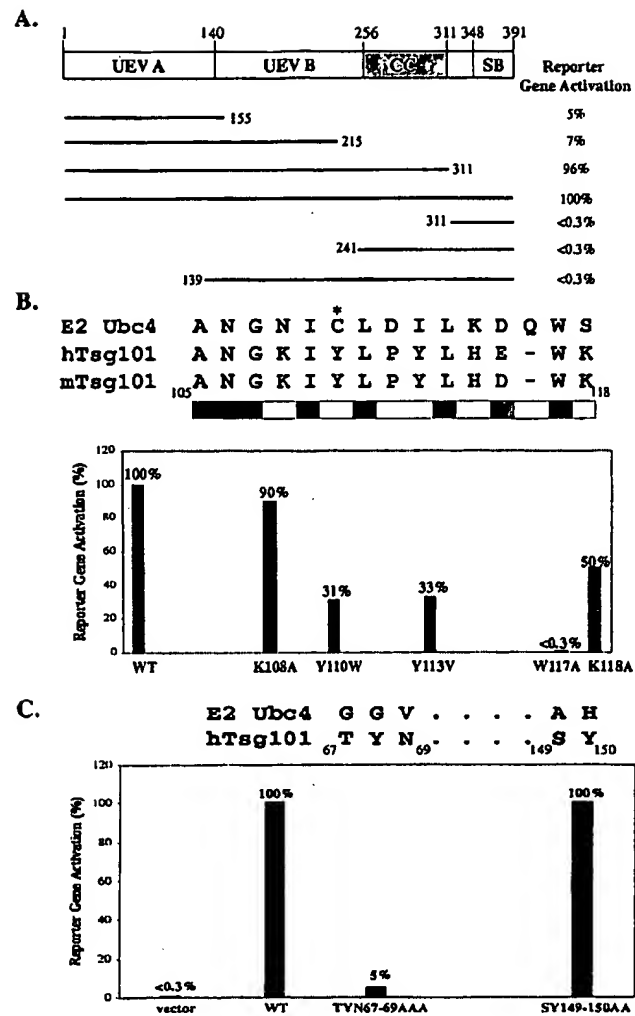 A.
1 140 256 311 348 391
UEV A UEV B CC SB
Reporter
Gene Activation
155 5%
215 7%
311 96%
100%
311 <0.3%
241 <0.3%
139 <0.3%
B.
*
E2 Ubc4 A N G N I C L D I L K D Q W S
hTsg101 A N G K I Y L P Y L H E - W K
mTsg101 A N G K I Y L P Y L H D - W K
105 118
Reporter Gene Activation (%)
120
100
80
60
40
20
0
100%
90%
31%
33%
<0.3%
50%
WT K108A Y110W Y113V W117A K118A
C.
E2 Ubc4 G G V . . . . A H
hTsg101 T Y N . . . . S Y
67 69 149 150
Reporter Gene Activation (%)
120
100
80
60
40
20
0
<0.3%
100%
5%
100%
vector WT TYN67-69AAA SY149-150AA